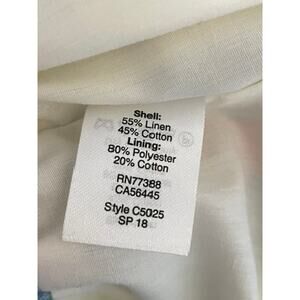 Shell:
55% Linen
45% Cotton
Lining:
80% Polyester
20% Cotton
RN77388
CA56445
Style C5025
SP 18